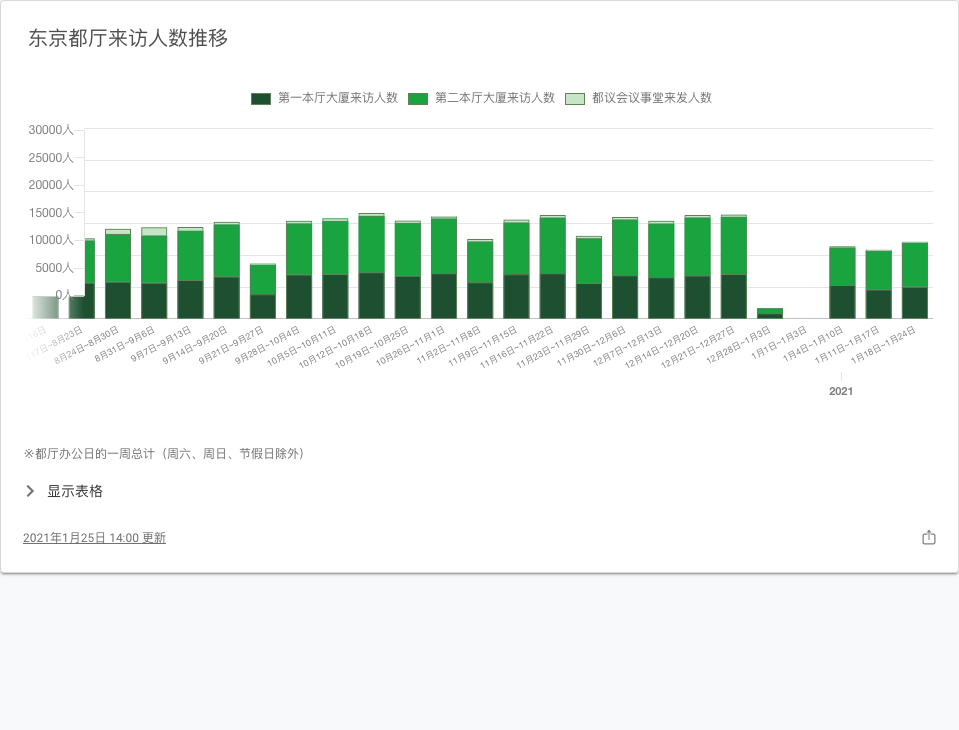 东京都厅来访人数推移
第一本厅大厦来访人数 第二本厅大厦来访人数 都议会议事堂来发人数
30000人
25000人
20000人
15000人
10000人
5000人
0人
8月24日~8月30日
8月31日~9月6日
9月7日~9月13日
9月14日~9月20日
9月21日~9月27日
9月28日~10月4日
10月5日~10月11日
10月12日~10月18日
10月19日~10月25日
10月26日~11月1日
11月2日~11月8日
11月9日~11月15日
11月16日~11月22日
11月23日~11月29日
11月30日~12月6日
12月7日~12月13日
12月14日~12月20日
12月21日~12月27日
12月28日~1月3日
1月1日~1月3日
1月4日~1月10日
1月11日~1月17日
1月18日~1月24日
2021
※都厅办公日的一周总计（周六、周日、节假日除外）
显示表格
2021年1月25日 14:00 更新